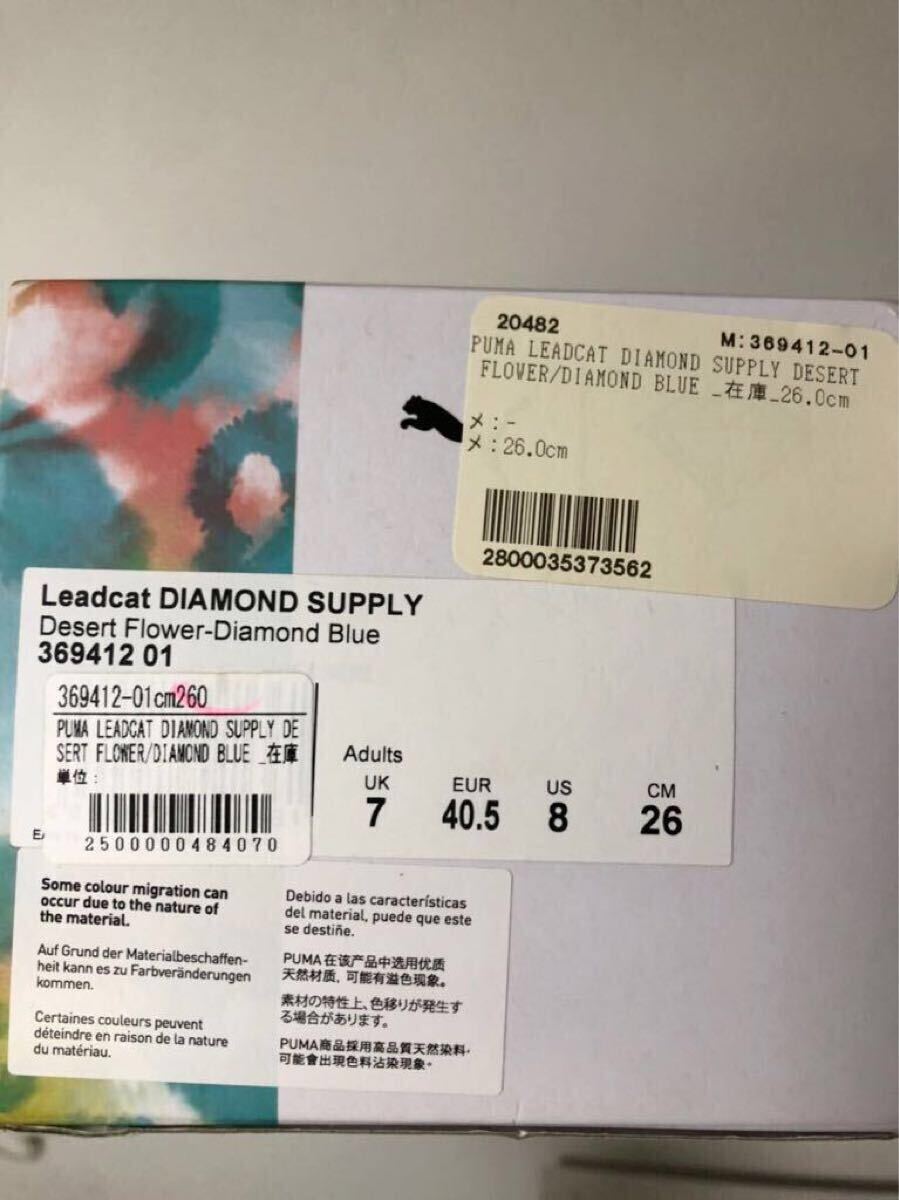 20482
M:369412-01
PUMA LEADCAT DIAMOND SUPPLY DESERT
FLOWER/DIAMOND BLUE _在庫_26.0cm
メ:-
メ:26.0cm
2800035373562
Leadcat DIAMOND SUPPLY
Desert Flower-Diamond Blue
369412 01
369412-01cm260
PUMA LEADCAT DIAMOND SUPPLY DE
SERT FLOWER/DIAMOND BLUE _在庫
単位:
2500000484070
Adults
UK EUR US CM
7 40.5 8 26
Some colour migration can
occur due to the nature of
the material.
Auf Grund der Materialbeschaffen-
heit kann es zu Farbveränderungen
kommen.
Certaines couleurs peuvent
déteindre en raison de la nature
du matériau.
Debido a las características
del material, puede que este
se destiñe.
PUMA在该产品中选用优质
天然材质, 可能有溢色现象。
素材の特性上、色移りが発生す
る場合があります。
PUMA商品採用高品質天然染料,
可能會出現色料沾染現象。